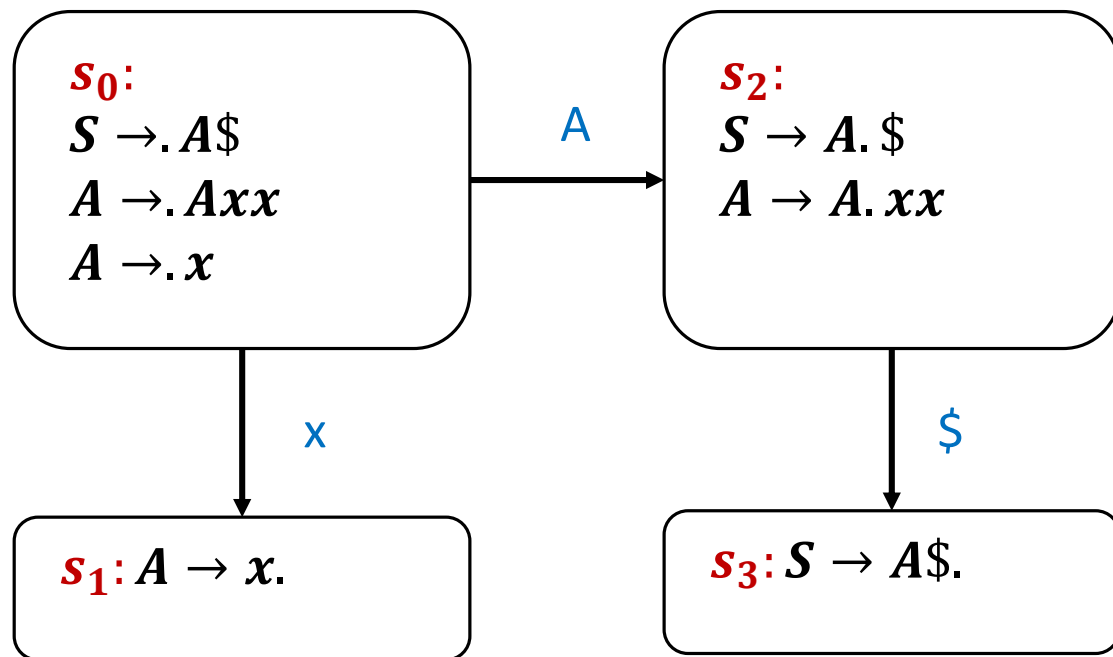 s₀:
S →. A$
A →. Axx
A →. x
A
s₂:
S → A. $
A → A. xx
x
$
s₁: A → x.
s₃: S → A$.